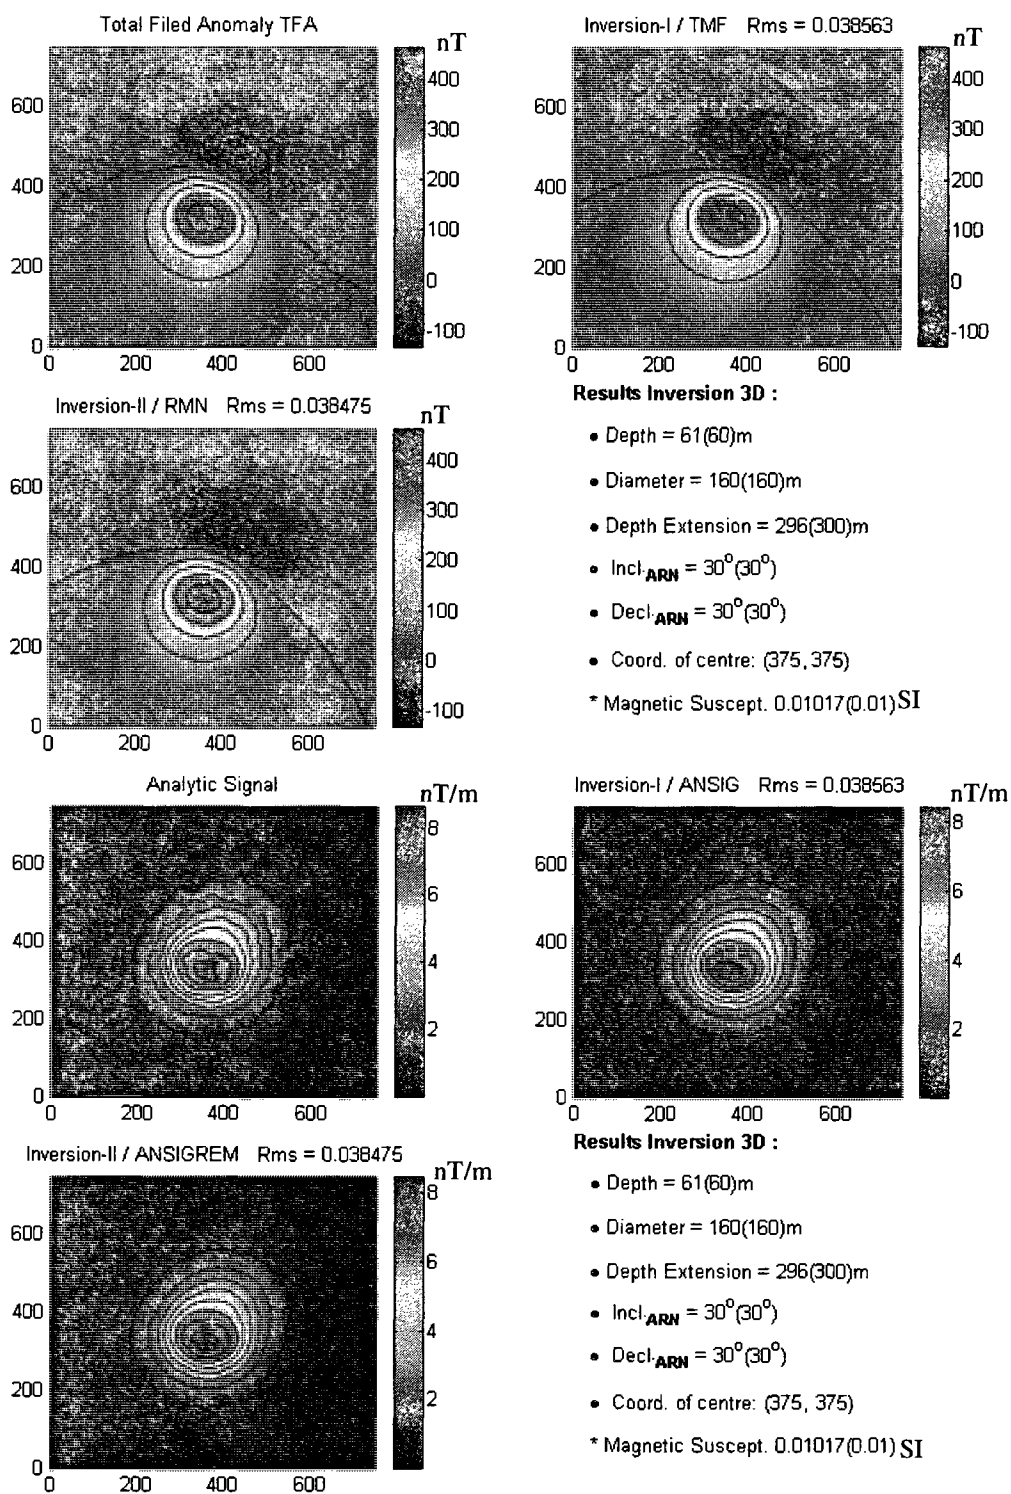 Total Filed Anomaly TFA
nT
400
300
200
100
0
-100
600
400
200
0
0 200 400 600
Inversion-I / TMF Rms = 0.038563
nT
400
300
200
100
0
-100
600
400
200
0
0 200 400 600
Inversion-II / RMN Rms = 0.038475
nT
400
300
200
100
0
-100
600
400
200
0
0 200 400 600
Results Inversion 3D :
• Depth = 61(60)m
• Diameter = 160(160)m
• Depth Extension = 296(300)m
• Incl.ARN = 30°(30°)
• Decl.ARN = 30°(30°)
• Coord. of centre: (375, 375)
* Magnetic Suscept. 0.01017(0.01) SI
Analytic Signal
nT/m
8
6
4
2
600
400
200
0
0 200 400 600
Inversion-I / ANSIG Rms = 0.038563
nT/m
8
6
4
2
600
400
200
0
0 200 400 600
Inversion-II / ANSIGREM Rms = 0.038475
nT/m
8
6
4
2
600
400
200
0
0 200 400 600
Results Inversion 3D :
• Depth = 61(60)m
• Diameter = 160(160)m
• Depth Extension = 296(300)m
• Incl.ARN = 30°(30°)
• Decl.ARN = 30°(30°)
• Coord. of centre: (375, 375)
* Magnetic Suscept. 0.01017(0.01) SI